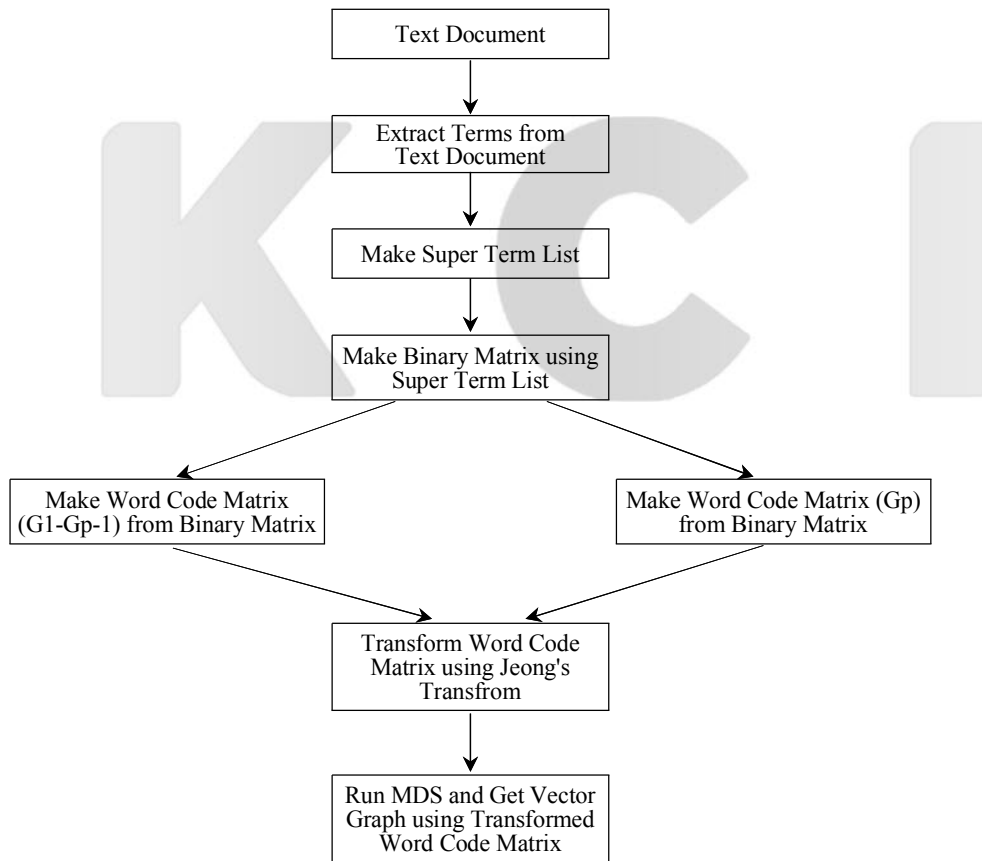 Text Document
Extract Terms from
Text Document
Make Super Term List
Make Binary Matrix using
Super Term List
Make Word Code Matrix
(G1-Gp-1) from Binary Matrix
Make Word Code Matrix (Gp)
from Binary Matrix
Transform Word Code
Matrix using Jeong's
Transfrom
Run MDS and Get Vector
Graph using Transformed
Word Code Matrix
KCI